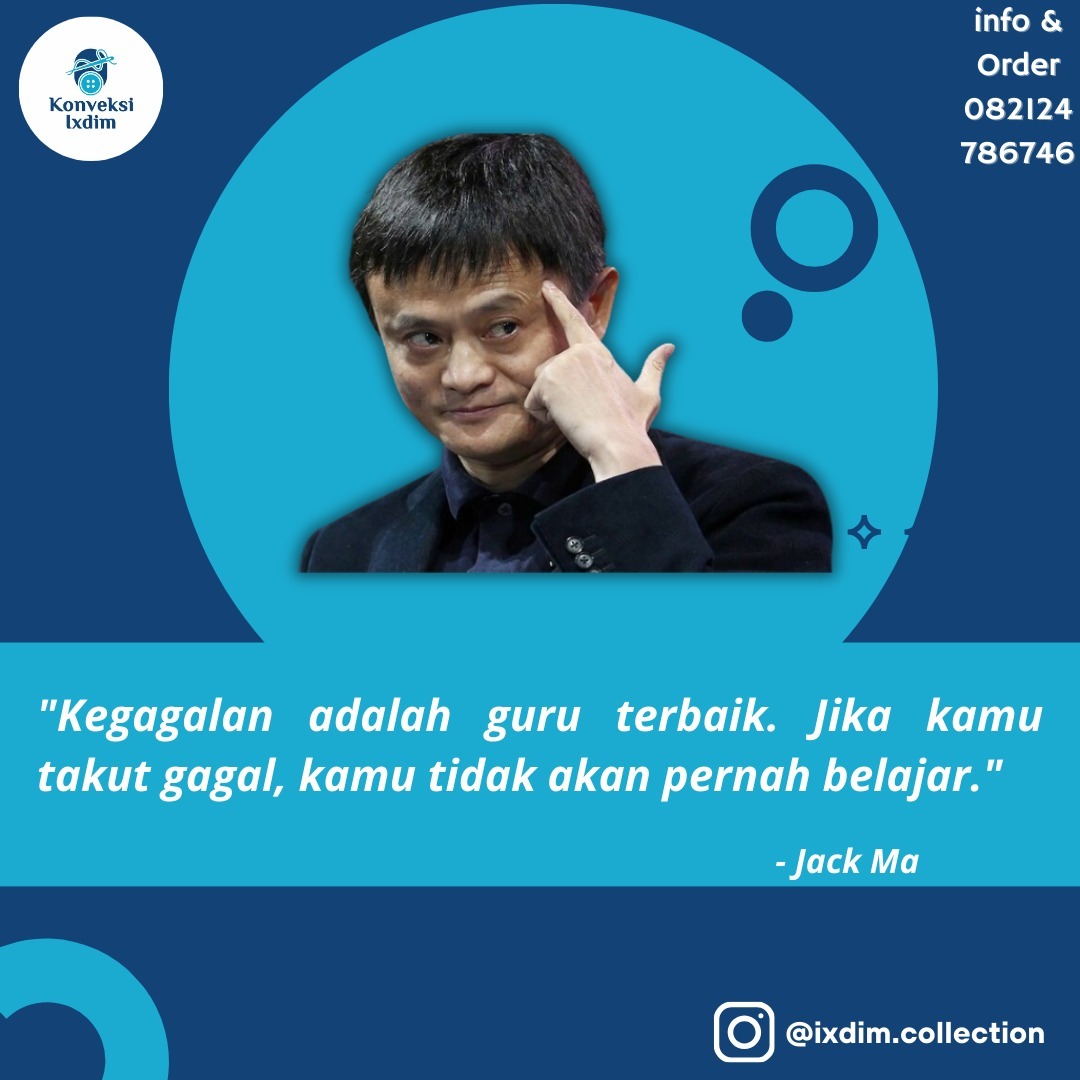 Konveksi
Ixdim
info &
Order
082124
786746
"Kegagalan adalah guru terbaik. Jika kamu
takut gagal, kamu tidak akan pernah belajar."
- Jack Ma
@ixdim.collection